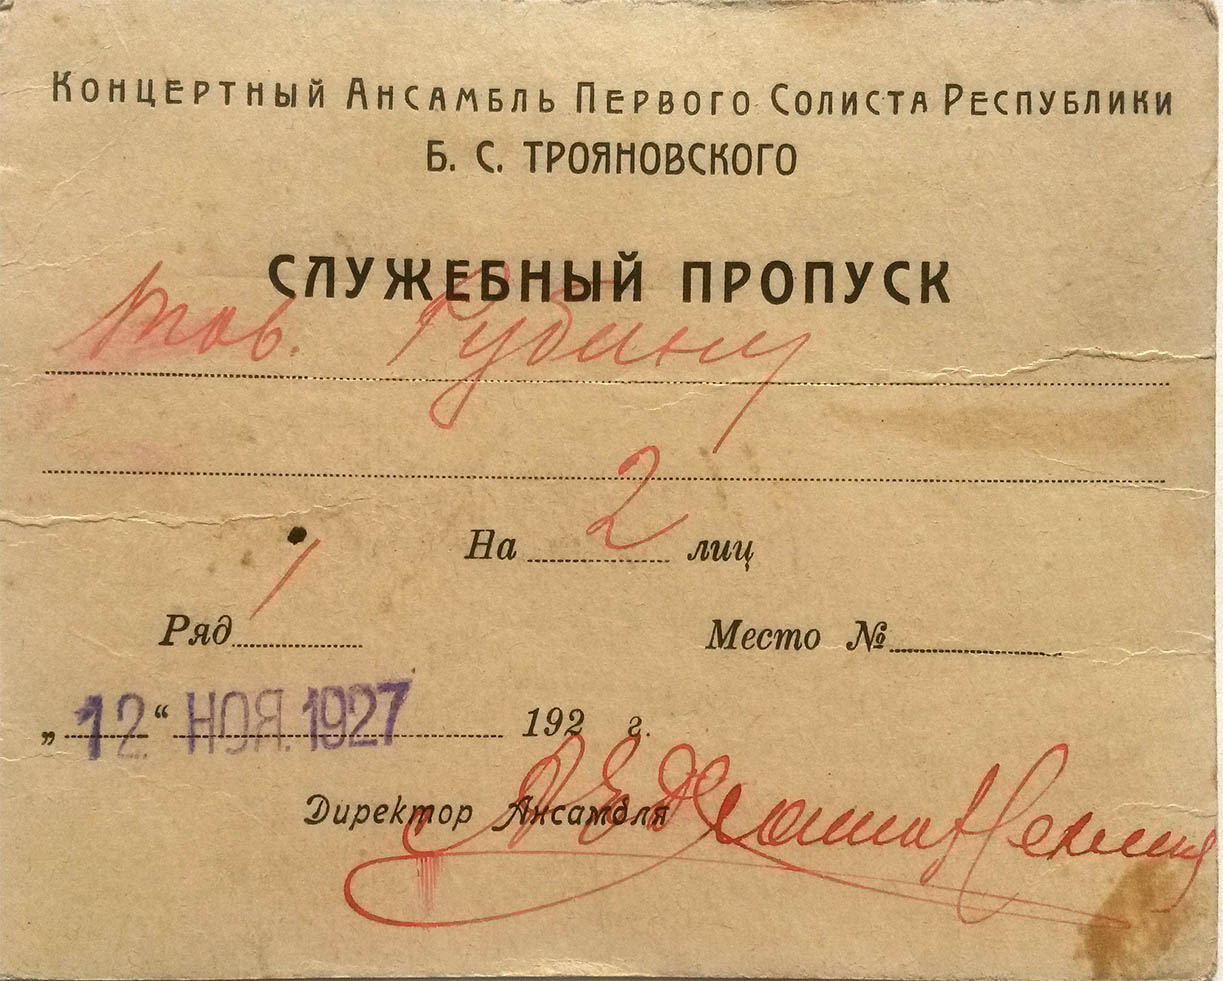 Концертный Ансамбль Первого Солиста Республики
Б. С. ТРОЯНОВСКОГО
СЛУЖЕБНЫЙ ПРОПУСК
тов. Рубину
На 2 лиц
Ряд 1 Место №
„12“ НОЯ. 1927 192 г.
Директор Ансамбля